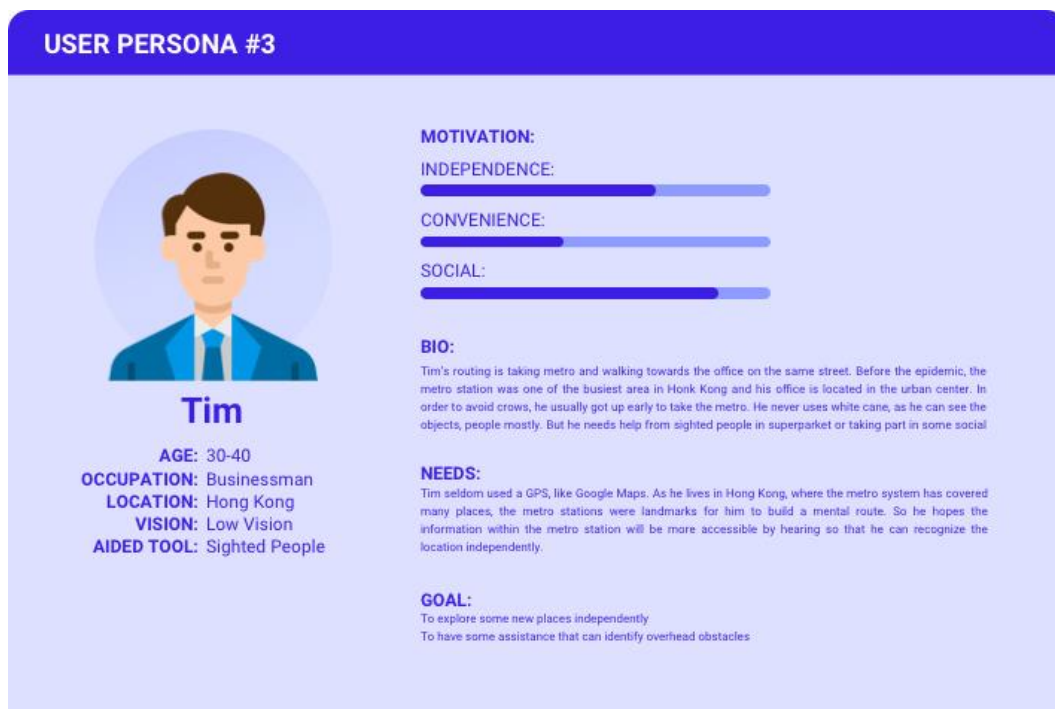 USER PERSONA #3
Tim
AGE: 30-40
OCCUPATION: Businessman
LOCATION: Hong Kong
VISION: Low Vision
AIDED TOOL: Sighted People
MOTIVATION:
INDEPENDENCE:
CONVENIENCE:
SOCIAL:
BIO:
Tim's routing is taking metro and walking towards the office on the same street. Before the epidemic, the
metro station was one of the busiest area in Honk Kong and his office is located in the urban center. In
order to avoid crows, he usually got up early to take the metro. He never uses white cane, as he can see the
objects, people mostly. But he needs help from sighted people in superparket or taking part in some social
NEEDS:
Tim seldom used a GPS, like Google Maps. As he lives in Hong Kong, where the metro system has covered
many places, the metro stations were landmarks for him to build a mental route. So he hopes the
information within the metro station will be more accessible by hearing so that he can recognize the
location independently.
GOAL:
To explore some new places independently
To have some assistance that can identify overhead obstacles